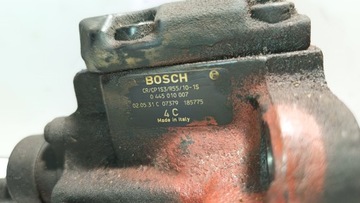 BOSCH
CR/CP1S3/R55/10-1S
0 445 010 007
02.05.31 C 07379 185775
4 C
Made in Italy